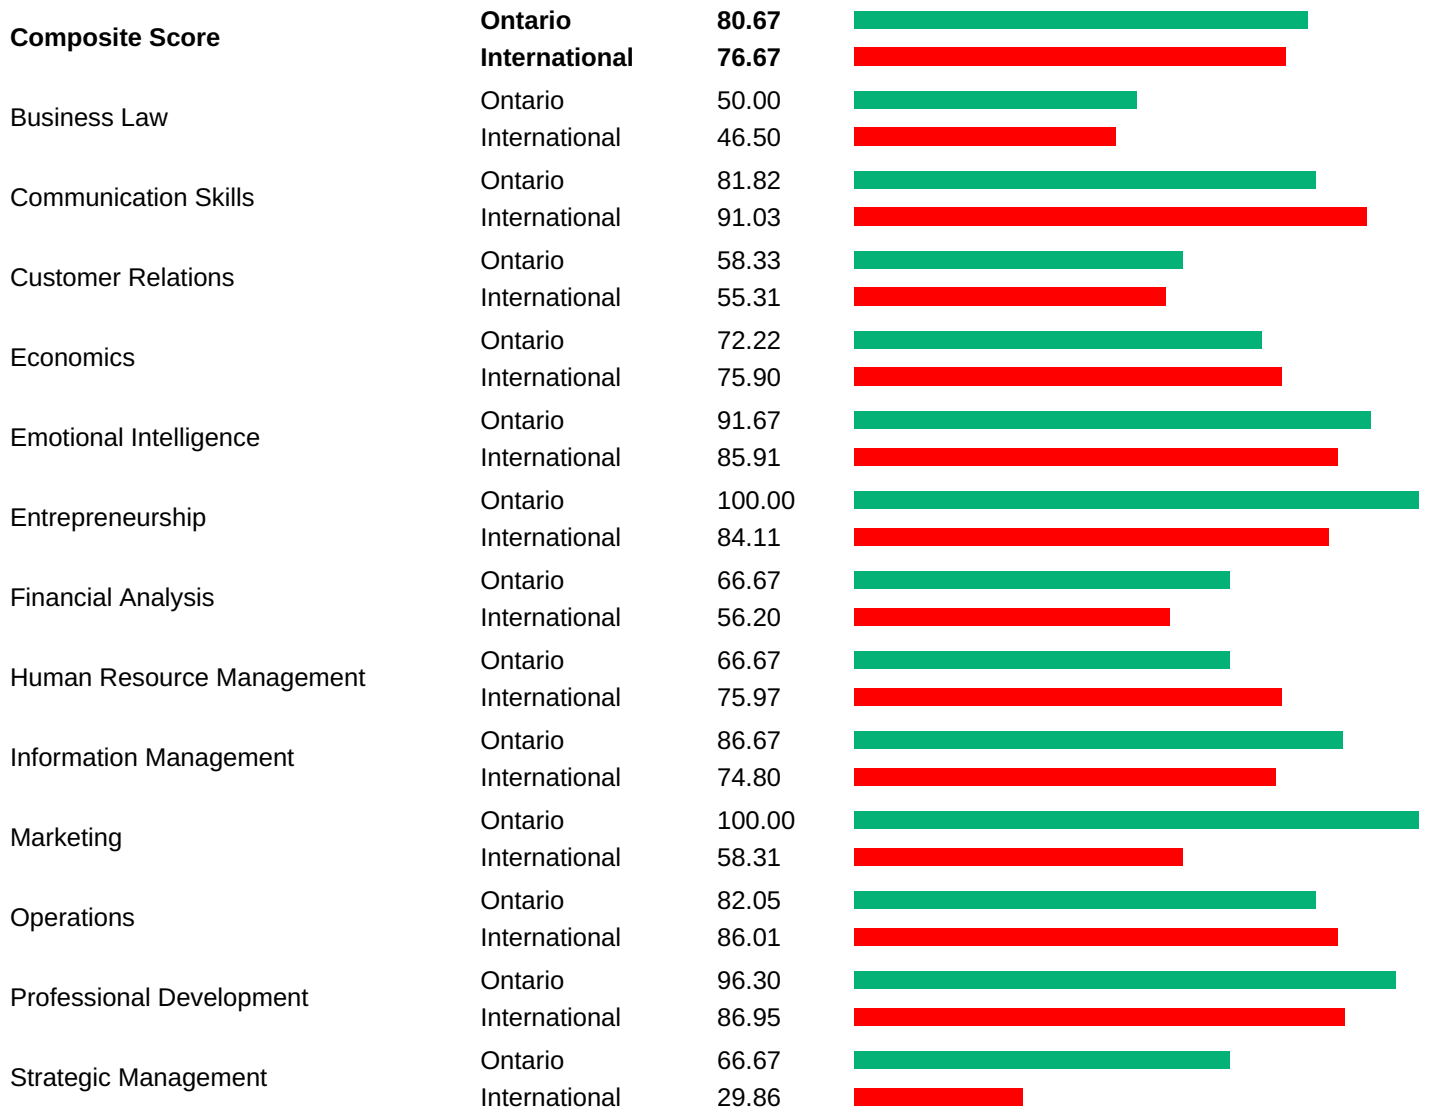 Composite Score
Ontario 80.67
International 76.67
Business Law
Ontario 50.00
International 46.50
Communication Skills
Ontario 81.82
International 91.03
Customer Relations
Ontario 58.33
International 55.31
Economics
Ontario 72.22
International 75.90
Emotional Intelligence
Ontario 91.67
International 85.91
Entrepreneurship
Ontario 100.00
International 84.11
Financial Analysis
Ontario 66.67
International 56.20
Human Resource Management
Ontario 66.67
International 75.97
Information Management
Ontario 86.67
International 74.80
Marketing
Ontario 100.00
International 58.31
Operations
Ontario 82.05
International 86.01
Professional Development
Ontario 96.30
International 86.95
Strategic Management
Ontario 66.67
International 29.86